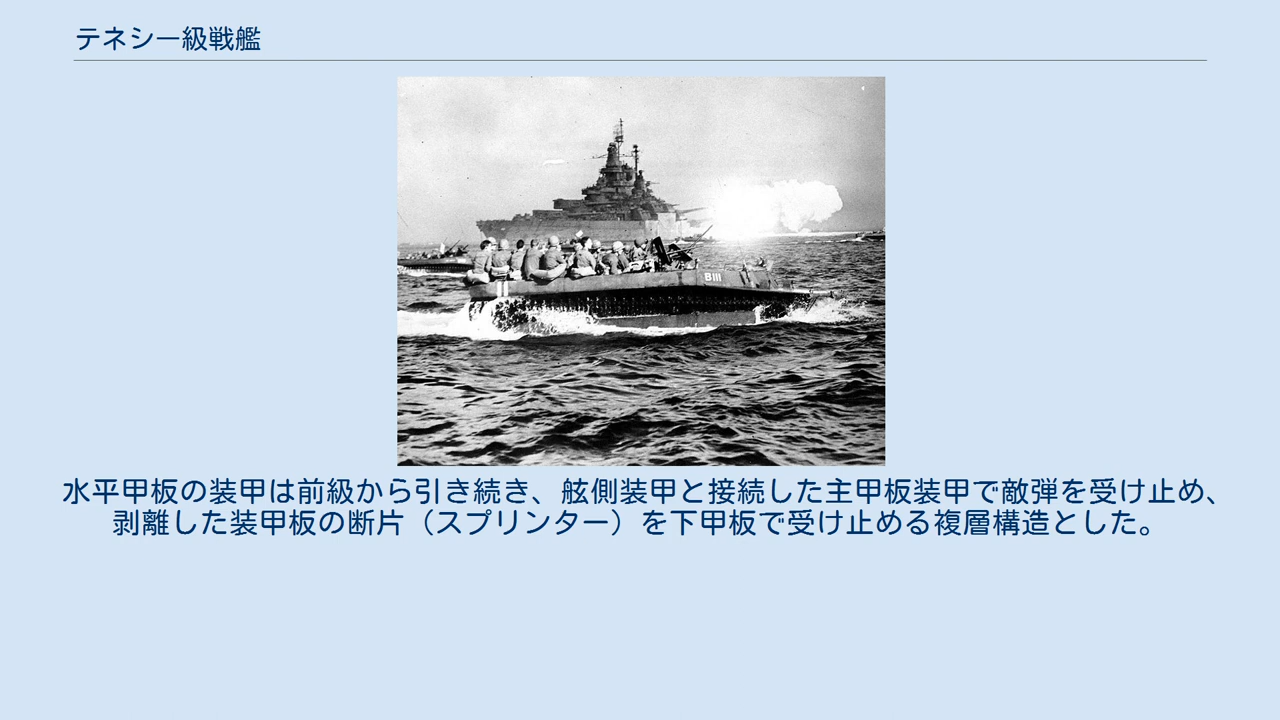 テネシー級戦艦
B111
水平甲板の装甲は前級から引き続き、舷側装甲と接続した主甲板装甲で敵弾を受け止め、
剥離した装甲板の断片（スプリンター）を下甲板で受け止める複層構造とした。